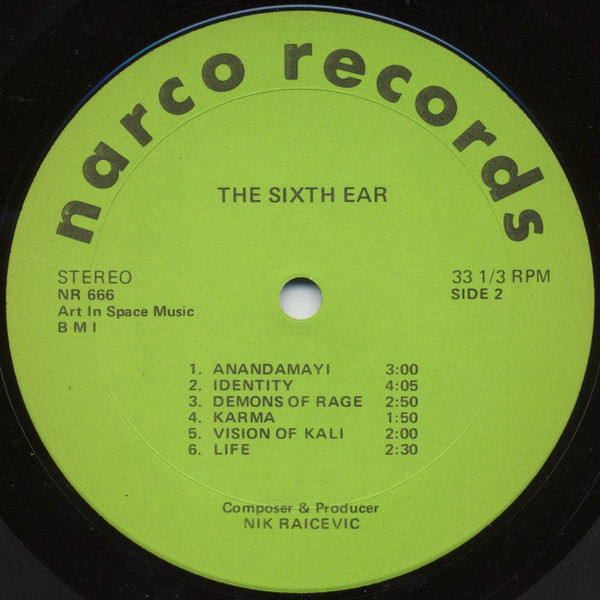 narco records
THE SIXTH EAR
STEREO
NR 666
Art In Space Music
B M I
33 1/3 RPM
SIDE 2
1. ANANDAMAYI 3:00
2. IDENTITY 4:05
3. DEMONS OF RAGE 2:50
4. KARMA 1:50
5. VISION OF KALI 2:00
6. LIFE 2:30
Composer & Producer
NIK RAICEVIC